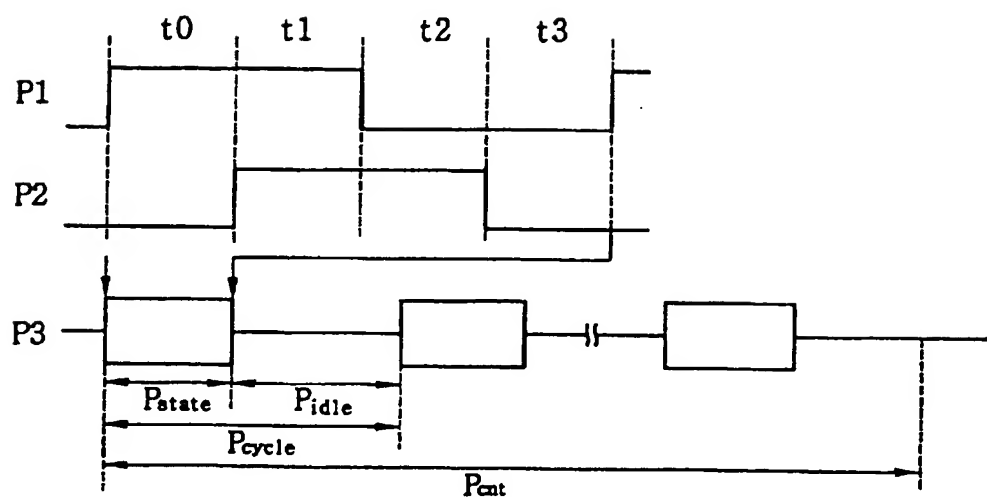 t0 t1 t2 t3
P1
P2
P3
Pstate Pidle
Pcycle
Pcnt